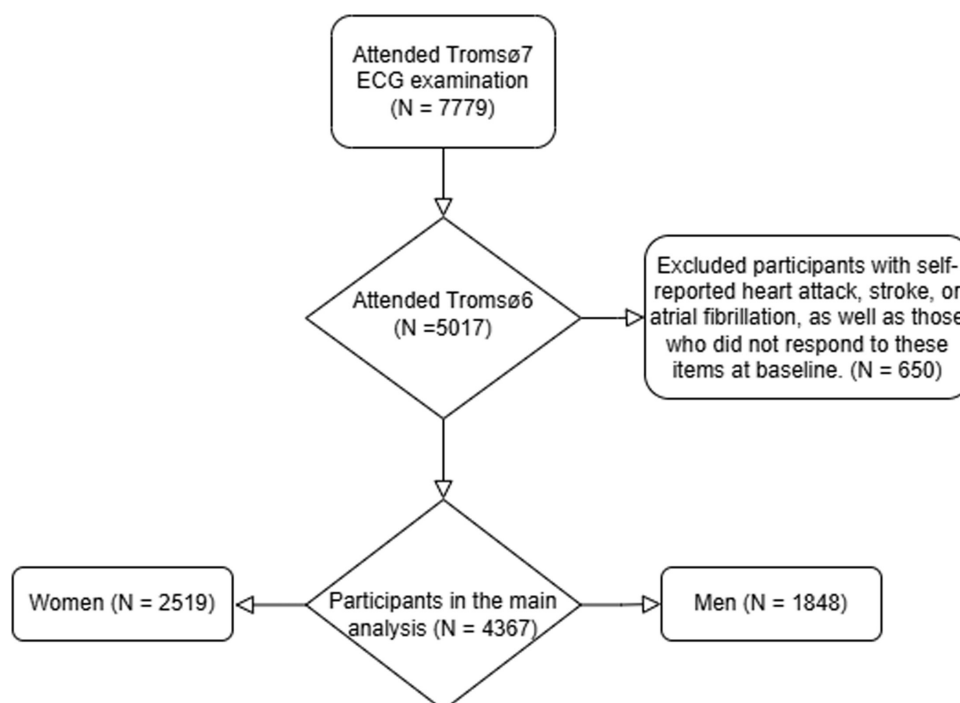 Attended Tromsø7
ECG examination
(N = 7779)
Attended Tromsø6
(N =5017)
Excluded participants with self-
reported heart attack, stroke, or
atrial fibrillation, as well as those
who did not respond to these
items at baseline. (N = 650)
Women (N = 2519)
Participants in the main
analysis (N = 4367)
Men (N = 1848)